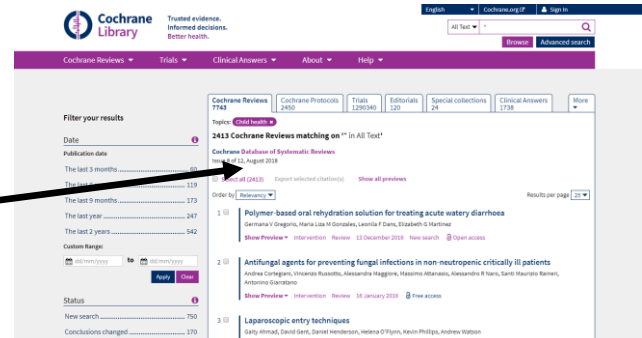 English Cochrane.org Sign In
Cochrane Library
Trusted evidence.
Informed decisions.
Better health.
All Text *
Browse Advanced search
Cochrane Reviews Trials Clinical Answers About Help
Filter your results
Date
Publication date
The last 3 months 60
The last 119
The last 9 months 173
The last year 247
The last 2 years 542
Custom Range:
dd/mm/yyyy to dd/mm/yyyy
Apply Clear
Status
New search 750
Conclusions changed 170
Cochrane Reviews 7743
Cochrane Protocols 2450
Trials 1290340
Editorials 120
Special collections 24
Clinical Answers 1738
More
Topics: Child health
2413 Cochrane Reviews matching on '* in All Text'
Cochrane Database of Systematic Reviews
Issue 8 of 12, August 2018
Select all (2413) Export selected citation(s) Show all previews
Order by Relevancy Results per page 25
1 Polymer-based oral rehydration solution for treating acute watery diarrhoea
Germana V Gregorio, Maria Liza M Gonzales, Leonila F Dans, Elizabeth G Martinez
Show Preview Intervention Review 13 December 2016 New search Open access
2 Antifungal agents for preventing fungal infections in non-neutropenic critically ill patients
Andrea Cortegiani, Vincenzo Russotto, Alessandra Maggiore, Massimo Attanasio, Alessandro R Naro, Santi Maurizio Raineri,
Antonino Giarratano
Show Preview Intervention Review 16 January 2016 Free access
3 Laparoscopic entry techniques
Gaity Ahmad, David Gent, Daniel Henderson, Helena O'Flynn, Kevin Phillips, Andrew Watson